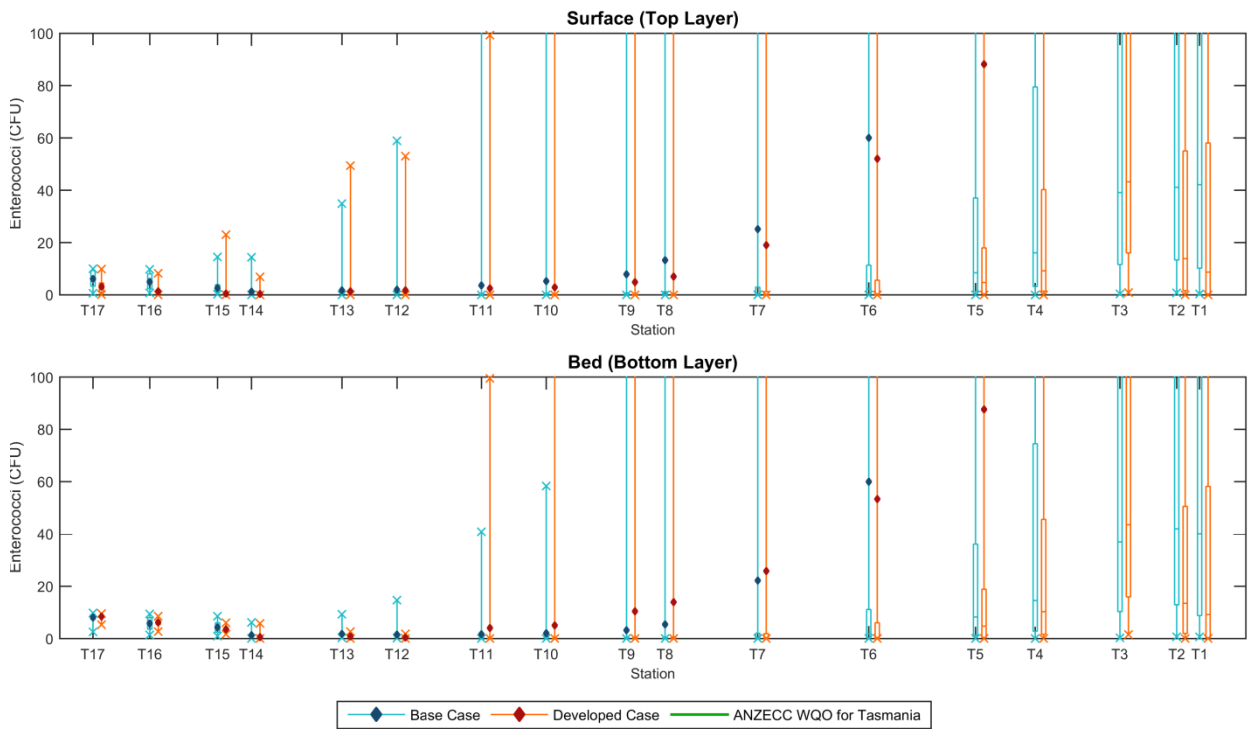 Surface (Top Layer)
Enterococci (CFU)
100
80
60
40
20
0
T17 T16 T15 T14 T13 T12 T11 T10 T9 T8 T7 T6 T5 T4 T3 T2 T1
Station
Bed (Bottom Layer)
Enterococci (CFU)
100
80
60
40
20
0
T17 T16 T15 T14 T13 T12 T11 T10 T9 T8 T7 T6 T5 T4 T3 T2 T1
Station
Base Case Developed Case ANZECC WQO for Tasmania